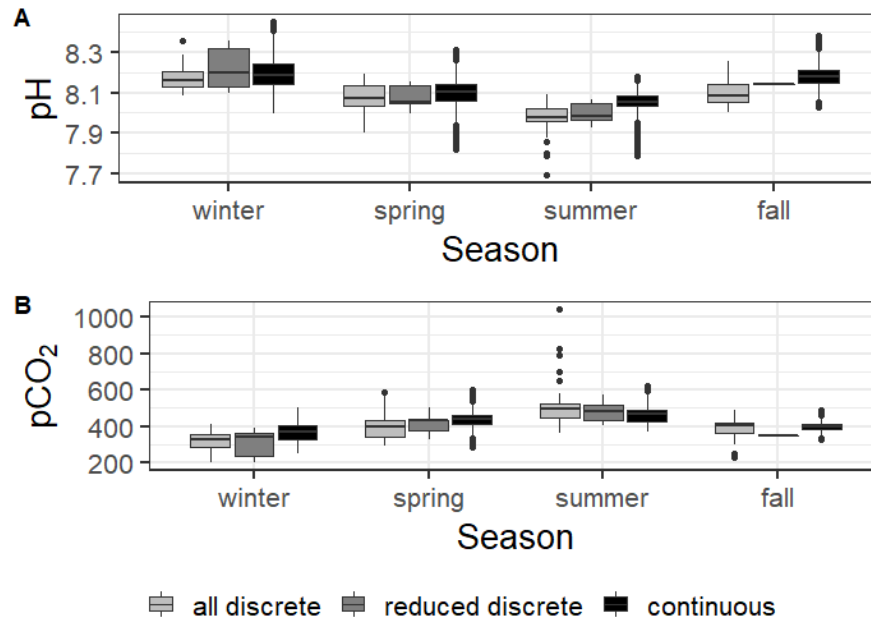 A
pH
8.3
8.1
7.9
7.7
winter spring summer fall
Season
B
pCO₂
1000
800
600
400
200
winter spring summer fall
Season
all discrete reduced discrete continuous